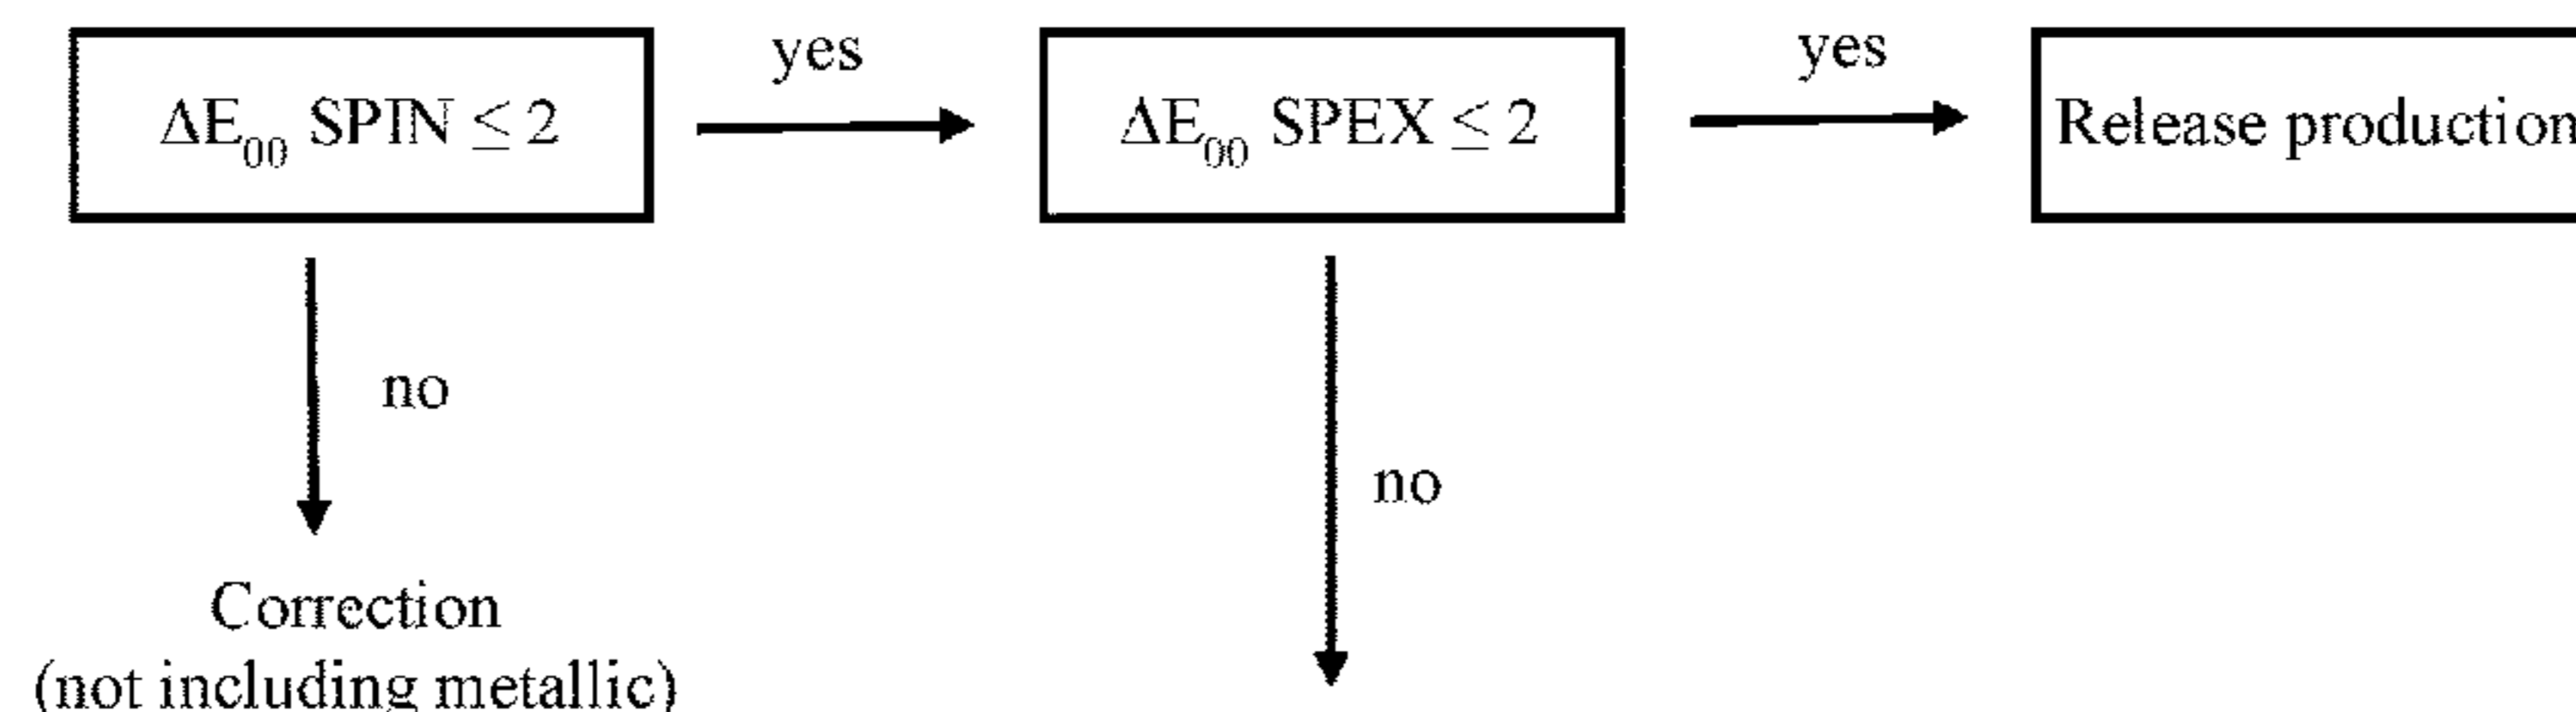 yes
yes
ΔE₀₀ SPIN ≤ 2
ΔE₀₀ SPEX ≤ 2
Release production
no
no
Correction
(not including metallic)